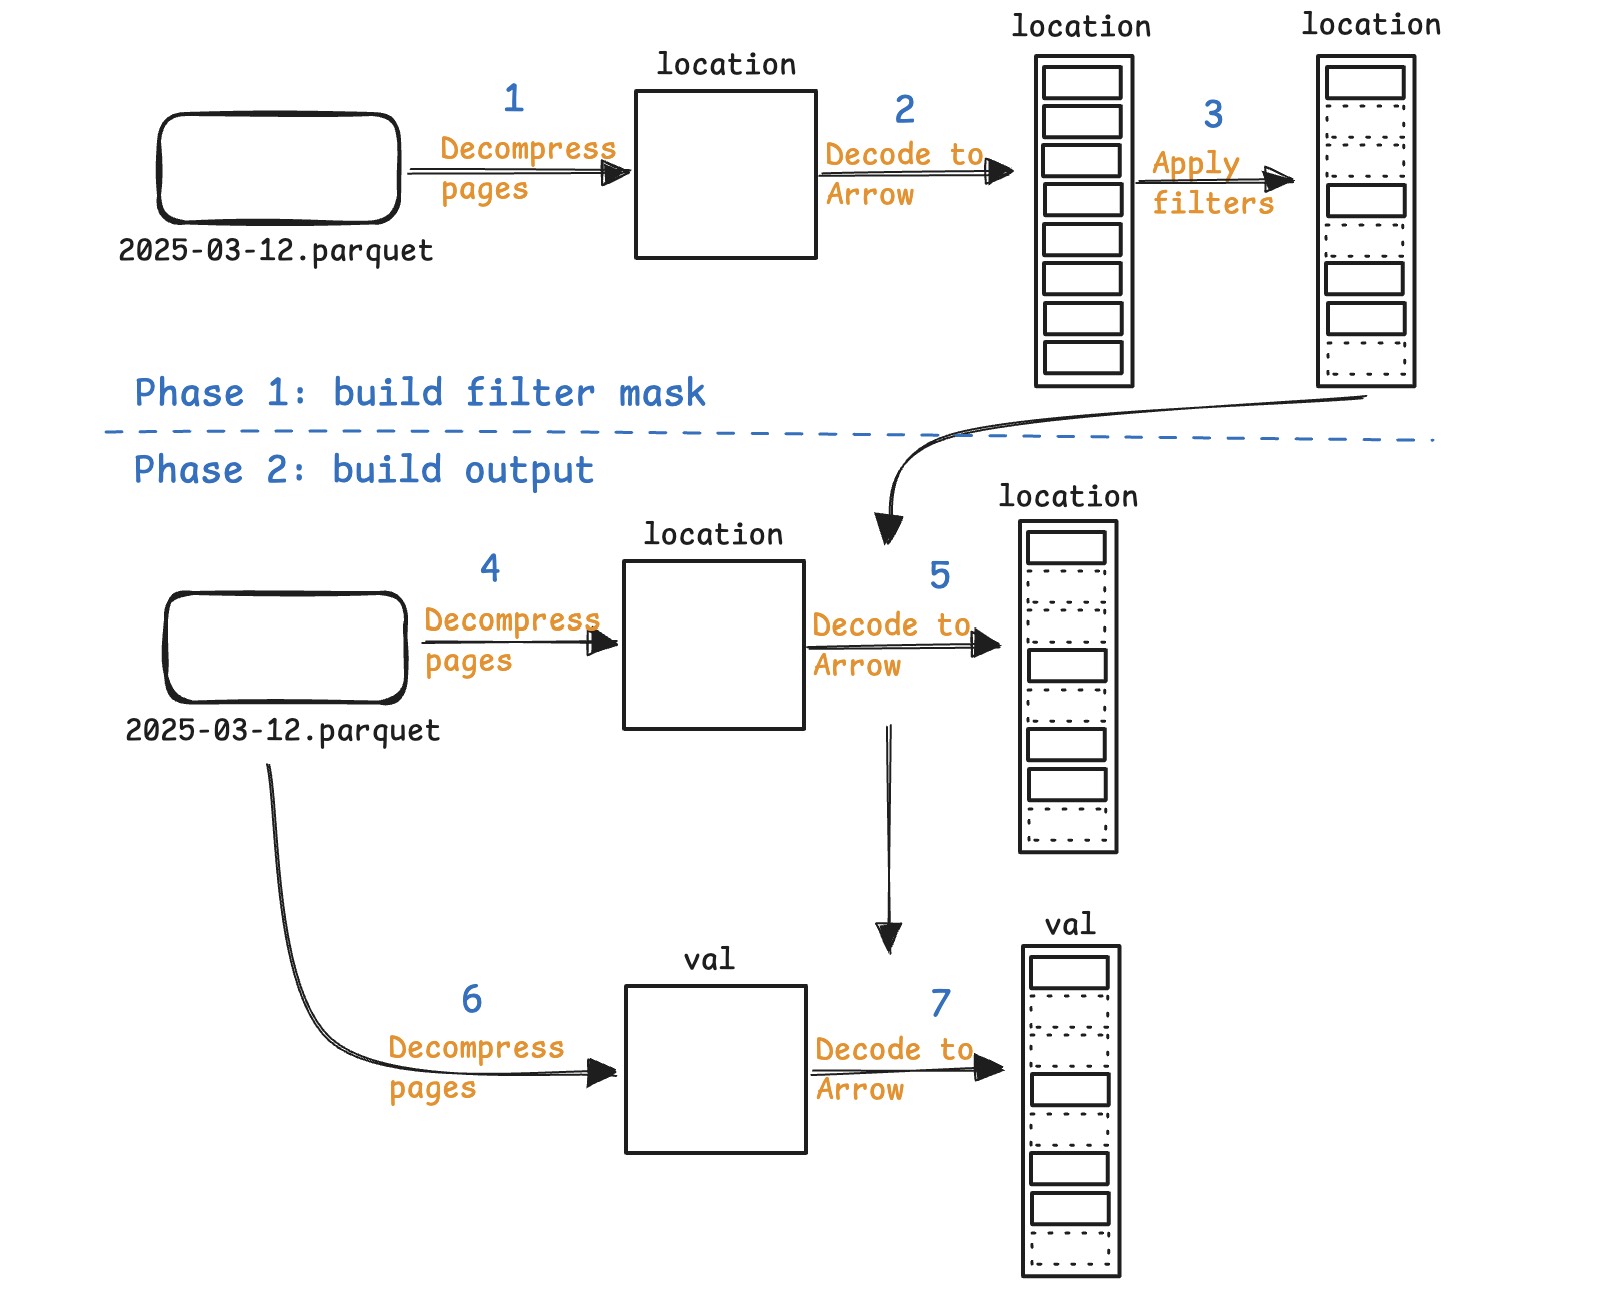 location
location
location
1
2
3
Decompress
pages
Decode to
Arrow
Apply
filters
2025-03-12.parquet
Phase 1: build filter mask
Phase 2: build output
location
location
4
5
Decompress
pages
Decode to
Arrow
2025-03-12.parquet
val
val
6
7
Decompress
pages
Decode to
Arrow